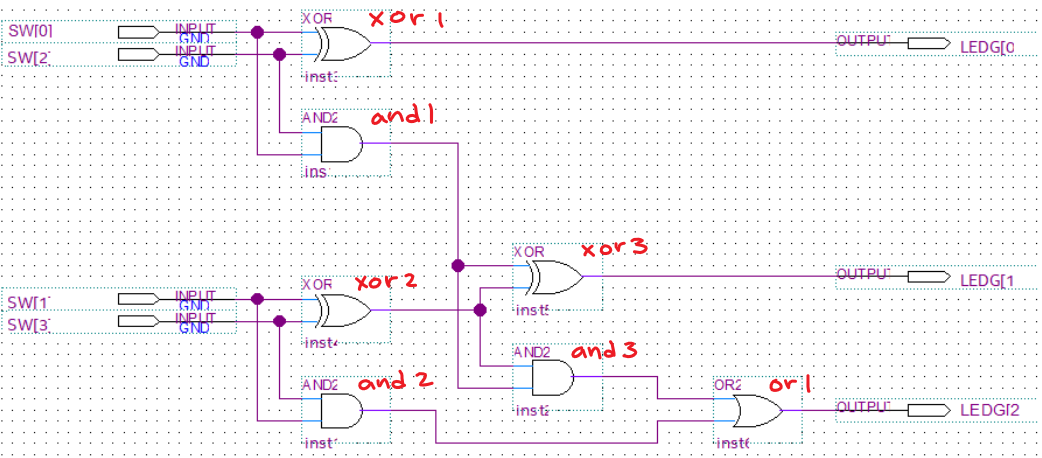 XOR xor 1
SW[0] INPUT GND OUTPUT LEDG[0
SW[2] INPUT GND
inst
AND2 and 1
ins
XOR xor 3
XOR xor 2
SW[1] INPUT GND OUTPUT LEDG[1
SW[3] INPUT GND
inst
inst
AND2 and 3
AND2 and 2
OR2 or 1
inst
OUTPUT LEDG[2
inst
inst